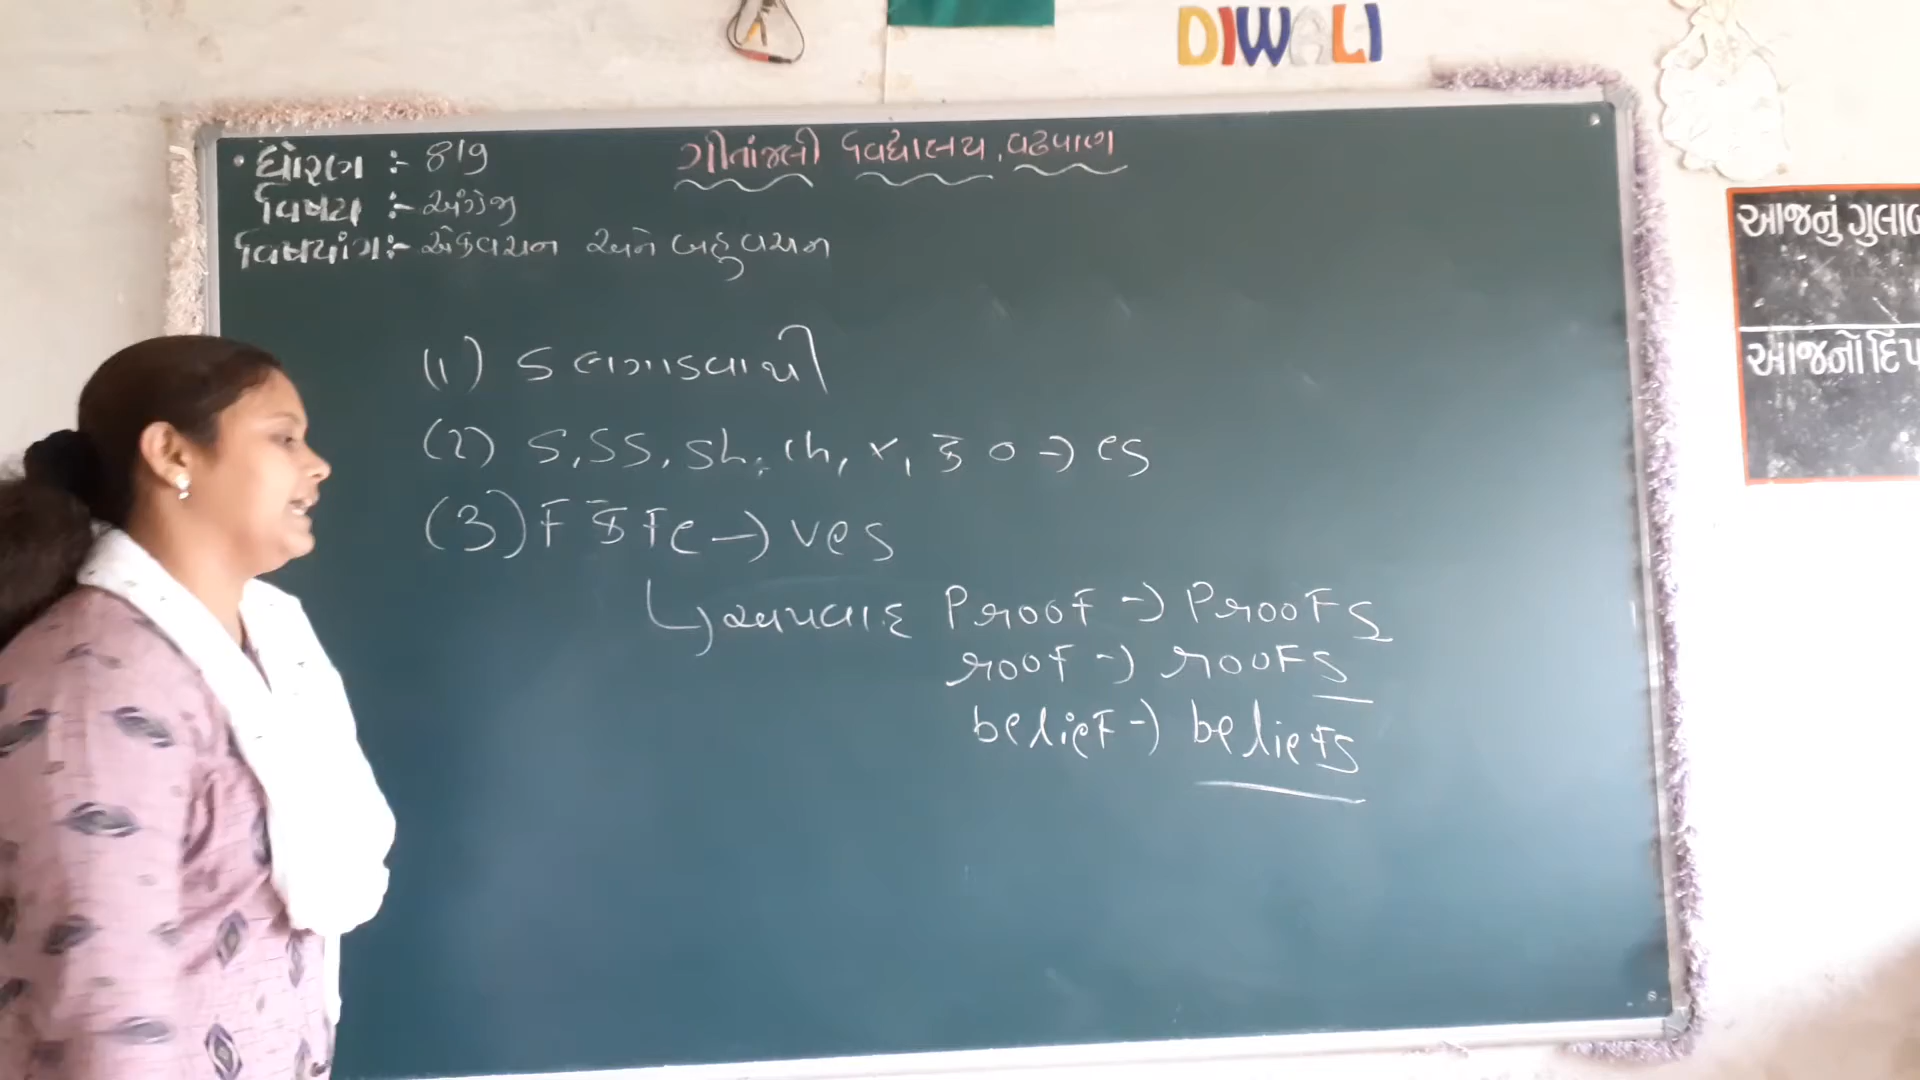 DIWALI
ગીતાંજલી વિદ્યાલય, વઢવાણ
• ધોરણ :- 8/9
વિષય :- અંગ્રેજી
વિષયાંગ :- એકવચન અને બહુવચન
(1) S લગાડવાથી
(2) S, SS, Sh, Ch, x, કે o → es
(3) F કે Fe → ves
↳ અપવાદ Proof → Proofs
roof → roofs
belief → beliefs
આજનું ગુલાબ
આજનો